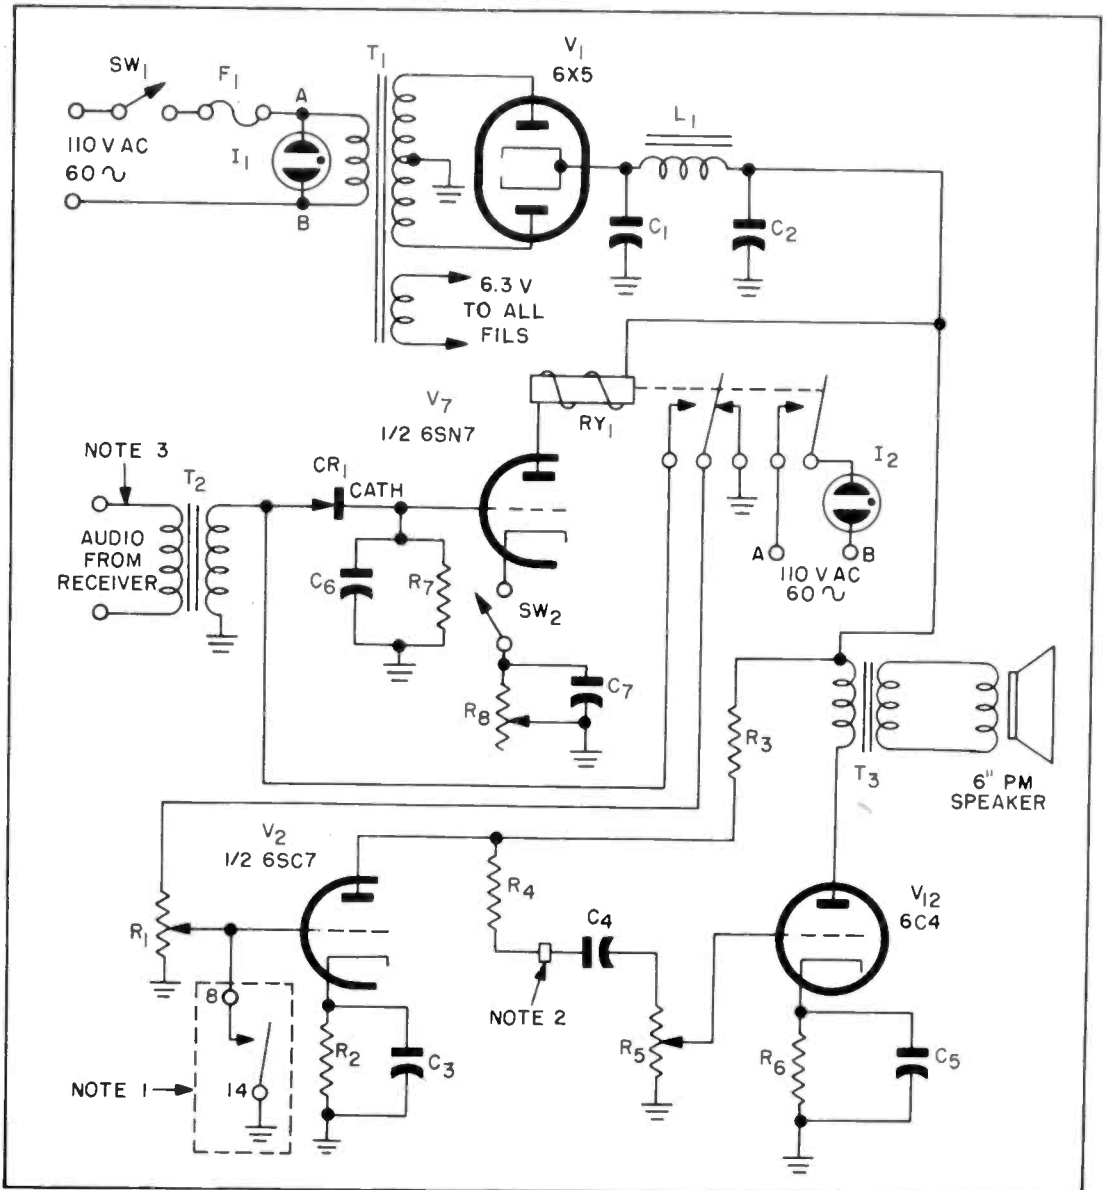 SW1
F1
A
110 V AC
60 ∿
I1
B
T1
V1
6X5
L1
C1
C2
6.3 V
TO ALL
FILS
V7
1/2 6SN7
RY1
NOTE 3
T2
CR1
CATH
AUDIO
FROM
RECEIVER
C6
R7
SW2
I2
A
B
110 V AC
60 ∿
R8
C7
R3
T3
6" PM
SPEAKER
V2
1/2 6SC7
R4
V12
6C4
R1
C4
8
NOTE 2
R5
R2
C3
R6
C5
NOTE 1
14